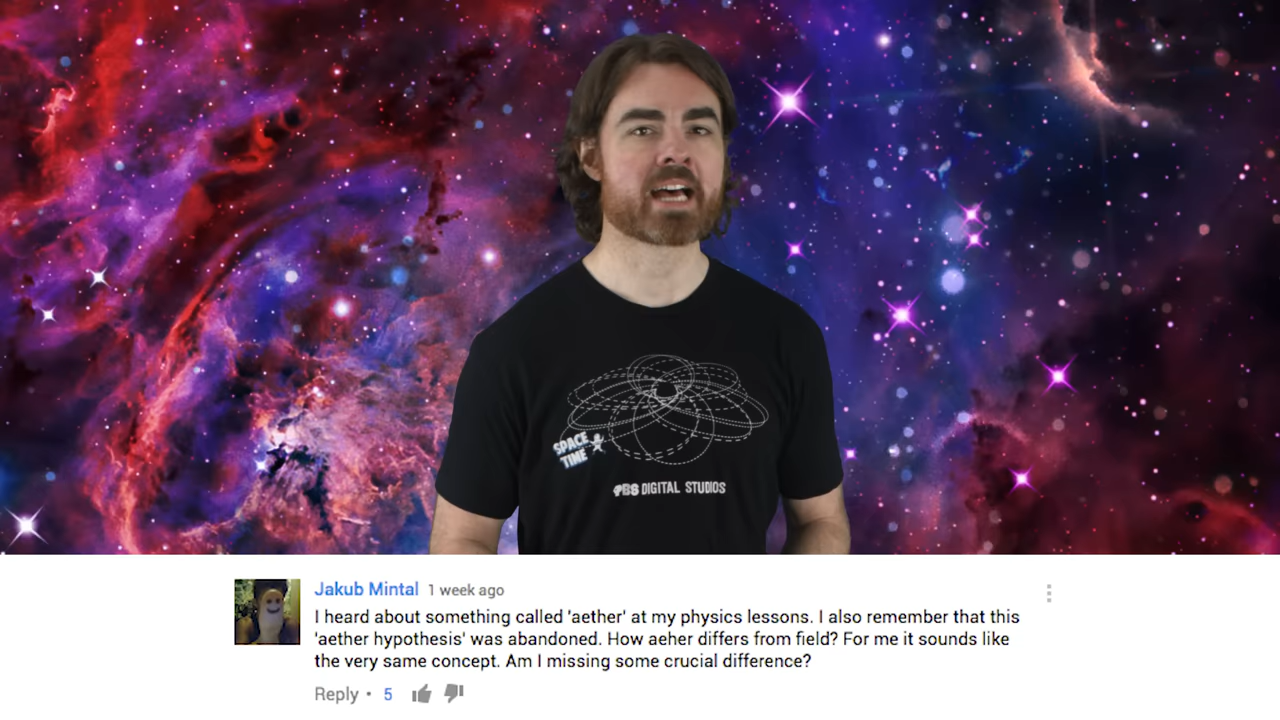 SPACE
TIME
PBS DIGITAL STUDIOS
Jakub Mintal 1 week ago
I heard about something called 'aether' at my physics lessons. I also remember that this
'aether hypothesis' was abandoned. How aeher differs from field? For me it sounds like
the very same concept. Am I missing some crucial difference?
Reply • 5